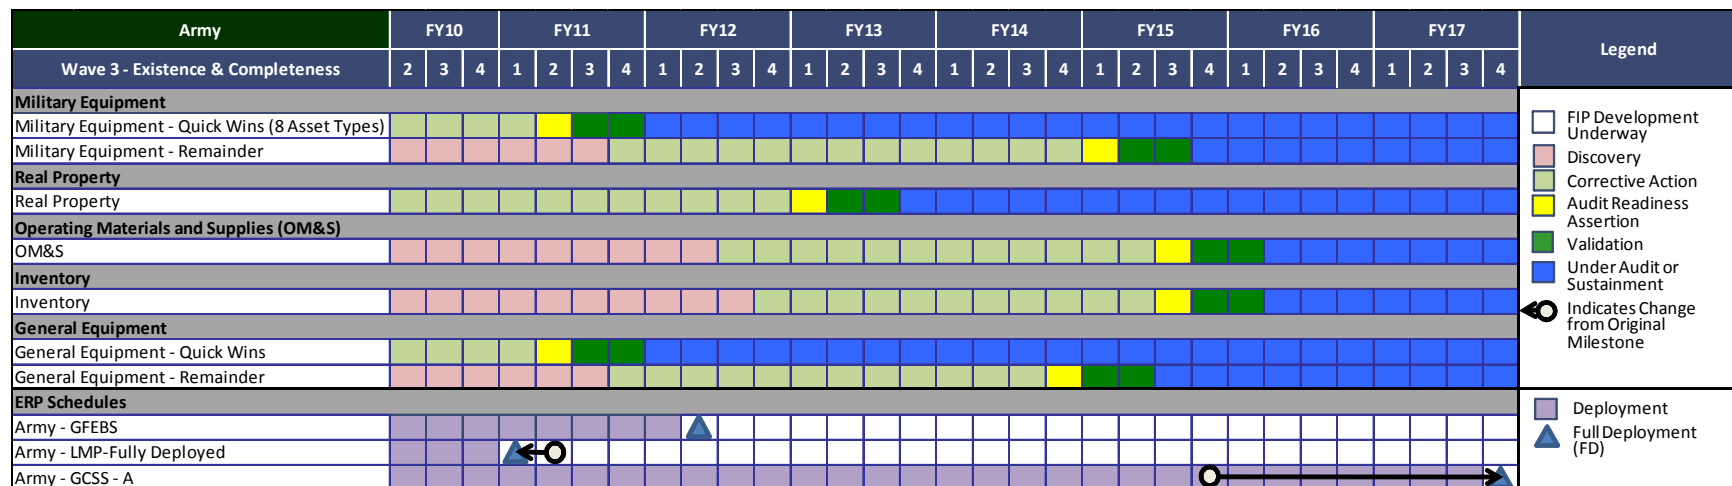 Army FY10 FY11 FY12 FY13 FY14 FY15 FY16 FY17 Legend
Wave 3 - Existence & Completeness 2 3 4 1 2 3 4 1 2 3 4 1 2 3 4 1 2 3 4 1 2 3 4 1 2 3 4 1 2 3 4
Military Equipment
Military Equipment - Quick Wins (8 Asset Types)
Military Equipment - Remainder
Real Property
Real Property
Operating Materials and Supplies (OM&S)
OM&S
Inventory
Inventory
General Equipment
General Equipment - Quick Wins
General Equipment - Remainder
ERP Schedules
Army - GFEBS
Army - LMP-Fully Deployed
Army - GCSS - A
FIP Development
Underway
Discovery
Corrective Action
Audit Readiness
Assertion
Validation
Under Audit or
Sustainment
Indicates Change
from Original
Milestone
Deployment
Full Deployment
(FD)